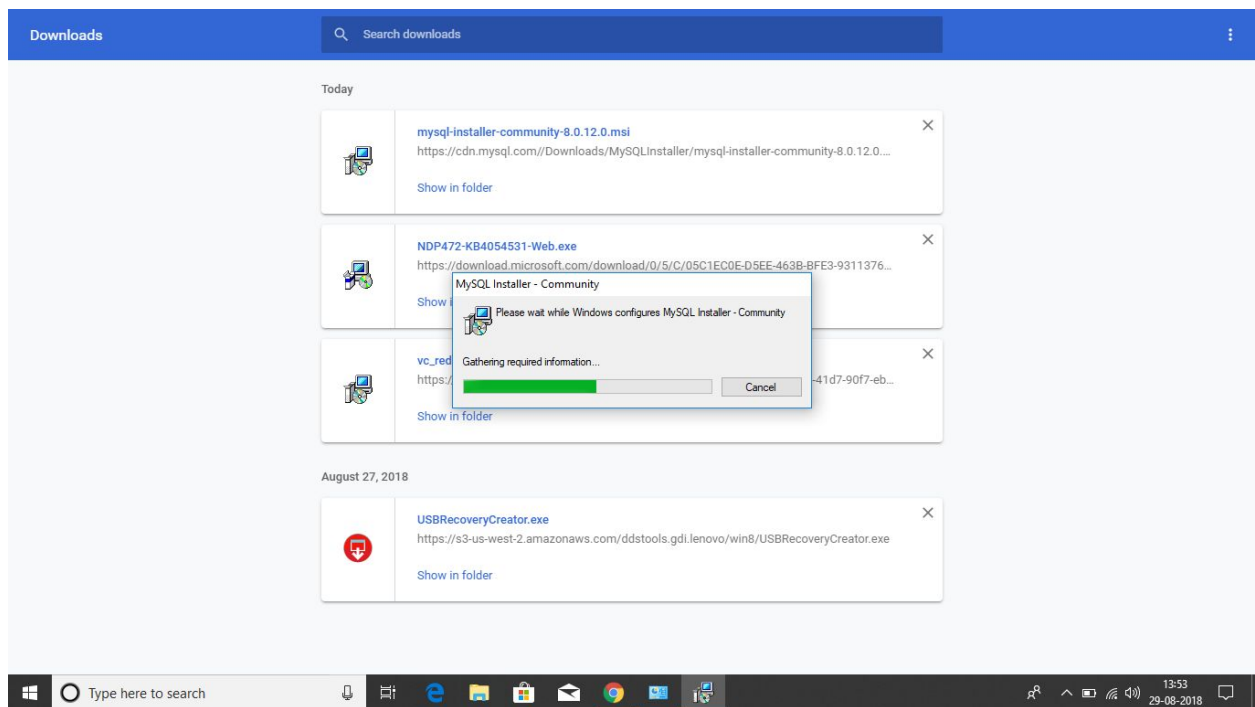 Downloads
Search downloads
Today
mysql-installer-community-8.0.12.0.msi
https://cdn.mysql.com//Downloads/MySQLInstaller/mysql-installer-community-8.0.12.0....
Show in folder
NDP472-KB4054531-Web.exe
https://download.microsoft.com/download/0/5/C/05C1EC0E-D5EE-463B-BFE3-9311376...
Show i
MySQL Installer - Community
Please wait while Windows configures MySQL Installer - Community
Gathering required information...
Cancel
vc_red
https:/
-41d7-90f7-eb...
Show in folder
August 27, 2018
USBRecoveryCreator.exe
https://s3-us-west-2.amazonaws.com/ddstools.gdi.lenovo/win8/USBRecoveryCreator.exe
Show in folder
Type here to search
13:53
29-08-2018